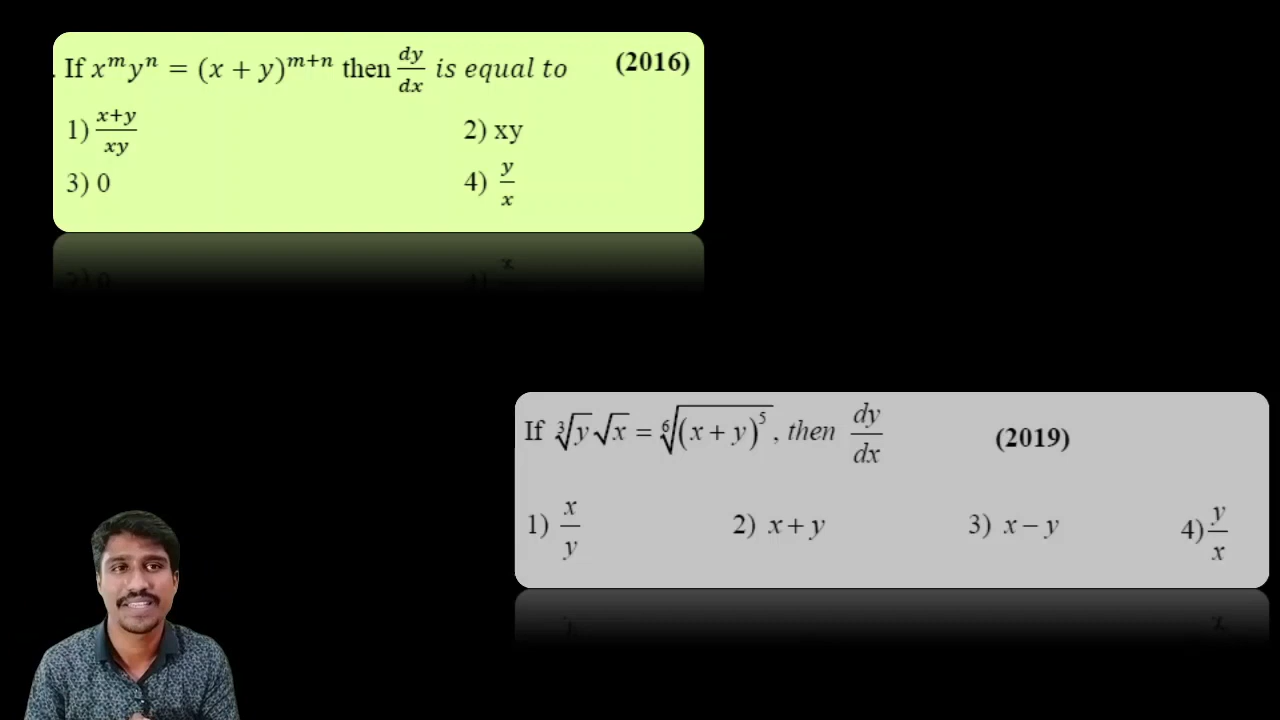 . If x^m y^n = (x + y)^{m+n} then dy/dx is equal to (2016)
1) x+y/xy 2) xy
3) 0 4) y/x
If ∛y √x = ⁶√(x + y)^5 , then dy/dx (2019)
1) x/y 2) x + y 3) x − y 4) y/x